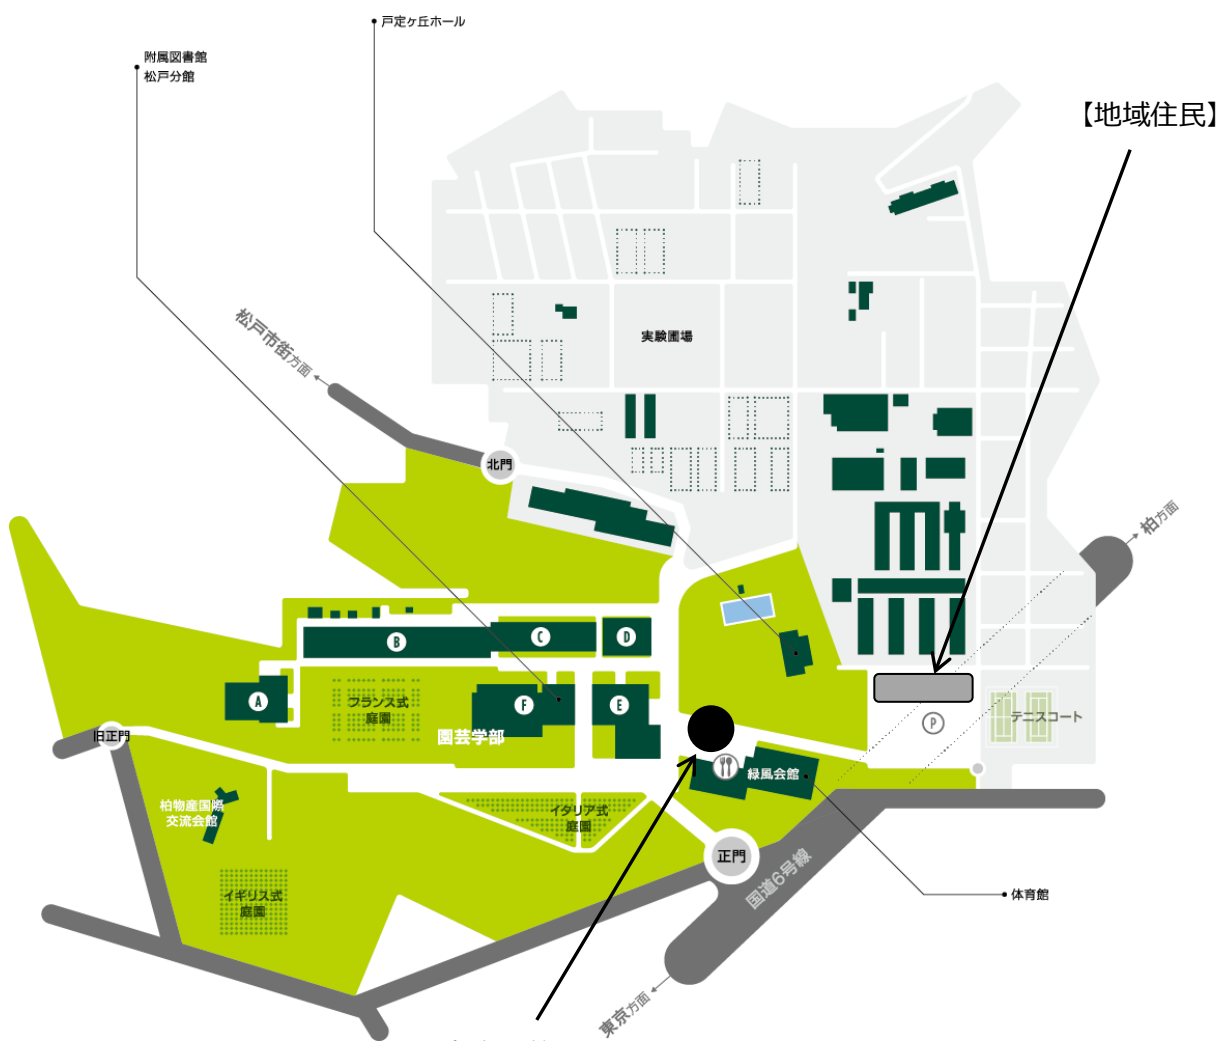 戸定ヶ丘ホール
附属図書館
松戸分館
【地域住民】
松戸市街方面
実験圃場
北門
柏方面
B
C
D
A
F
E
フランス式
庭園
園芸学部
P
テニスコート
旧正門
緑風会館
柏物産国際
交流会館
イタリア式
庭園
正門
国道6号線
イギリス式
庭園
体育館
東京方面